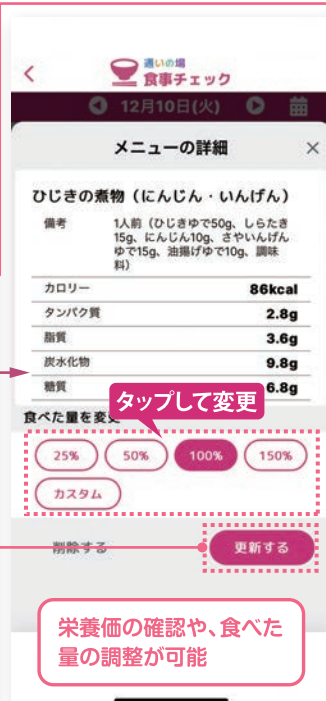 通いの場
食事チェック
12月10日(火)
メニューの詳細
ひじきの煮物（にんじん・いんげん）
備考 1人前（ひじきゆで50g、しらたき
15g、にんじん10g、さやいんげん
ゆで15g、油揚げゆで10g、調味
料）
カロリー 86kcal
タンパク質 2.8g
脂質 3.6g
炭水化物 9.8g
糖質 6.8g
タップして変更
食べた量を変更
25% 50% 100% 150%
カスタム
削除する 更新する
栄養価の確認や、食べた
量の調整が可能